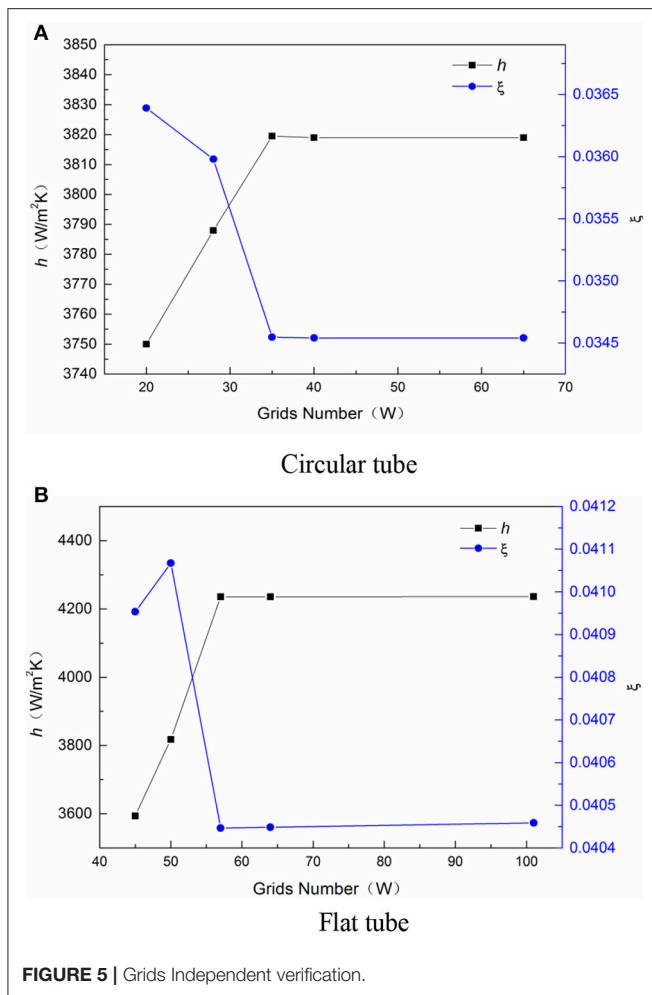 A
3850
3840
3830
3820
3810
3800
3790
3780
3770
3760
3750
3740
h（W/m²K）
h
ξ
0.0365
0.0360
0.0355
0.0350
0.0345
ξ
20 30 40 50 60 70
Grids Number（W）
Circular tube
B
4400
4200
4000
3800
3600
h（W/m²K）
h
ξ
0.0412
0.0411
0.0410
0.0409
0.0408
0.0407
0.0406
0.0405
0.0404
ξ
40 50 60 70 80 90 100
Grids Number（W）
Flat tube
FIGURE 5 | Grids Independent verification.